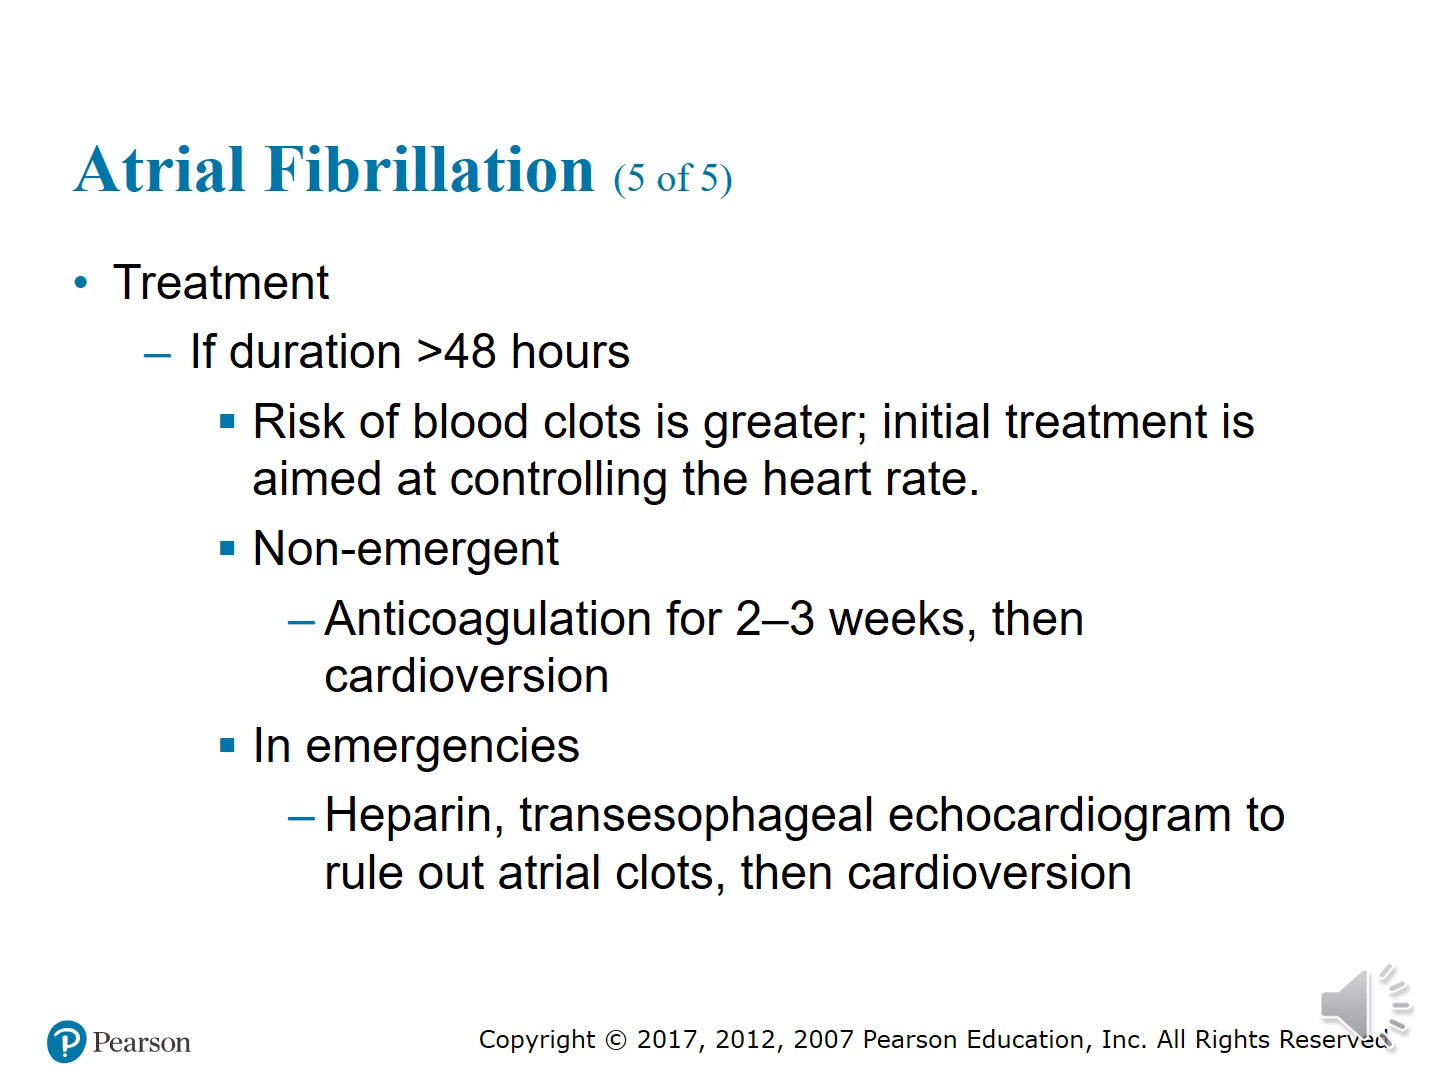 Atrial Fibrillation (5 of 5)
• Treatment
– If duration >48 hours
▪ Risk of blood clots is greater; initial treatment is
aimed at controlling the heart rate.
▪ Non-emergent
– Anticoagulation for 2–3 weeks, then
cardioversion
▪ In emergencies
– Heparin, transesophageal echocardiogram to
rule out atrial clots, then cardioversion
Pearson
Copyright © 2017, 2012, 2007 Pearson Education, Inc. All Rights Reserved